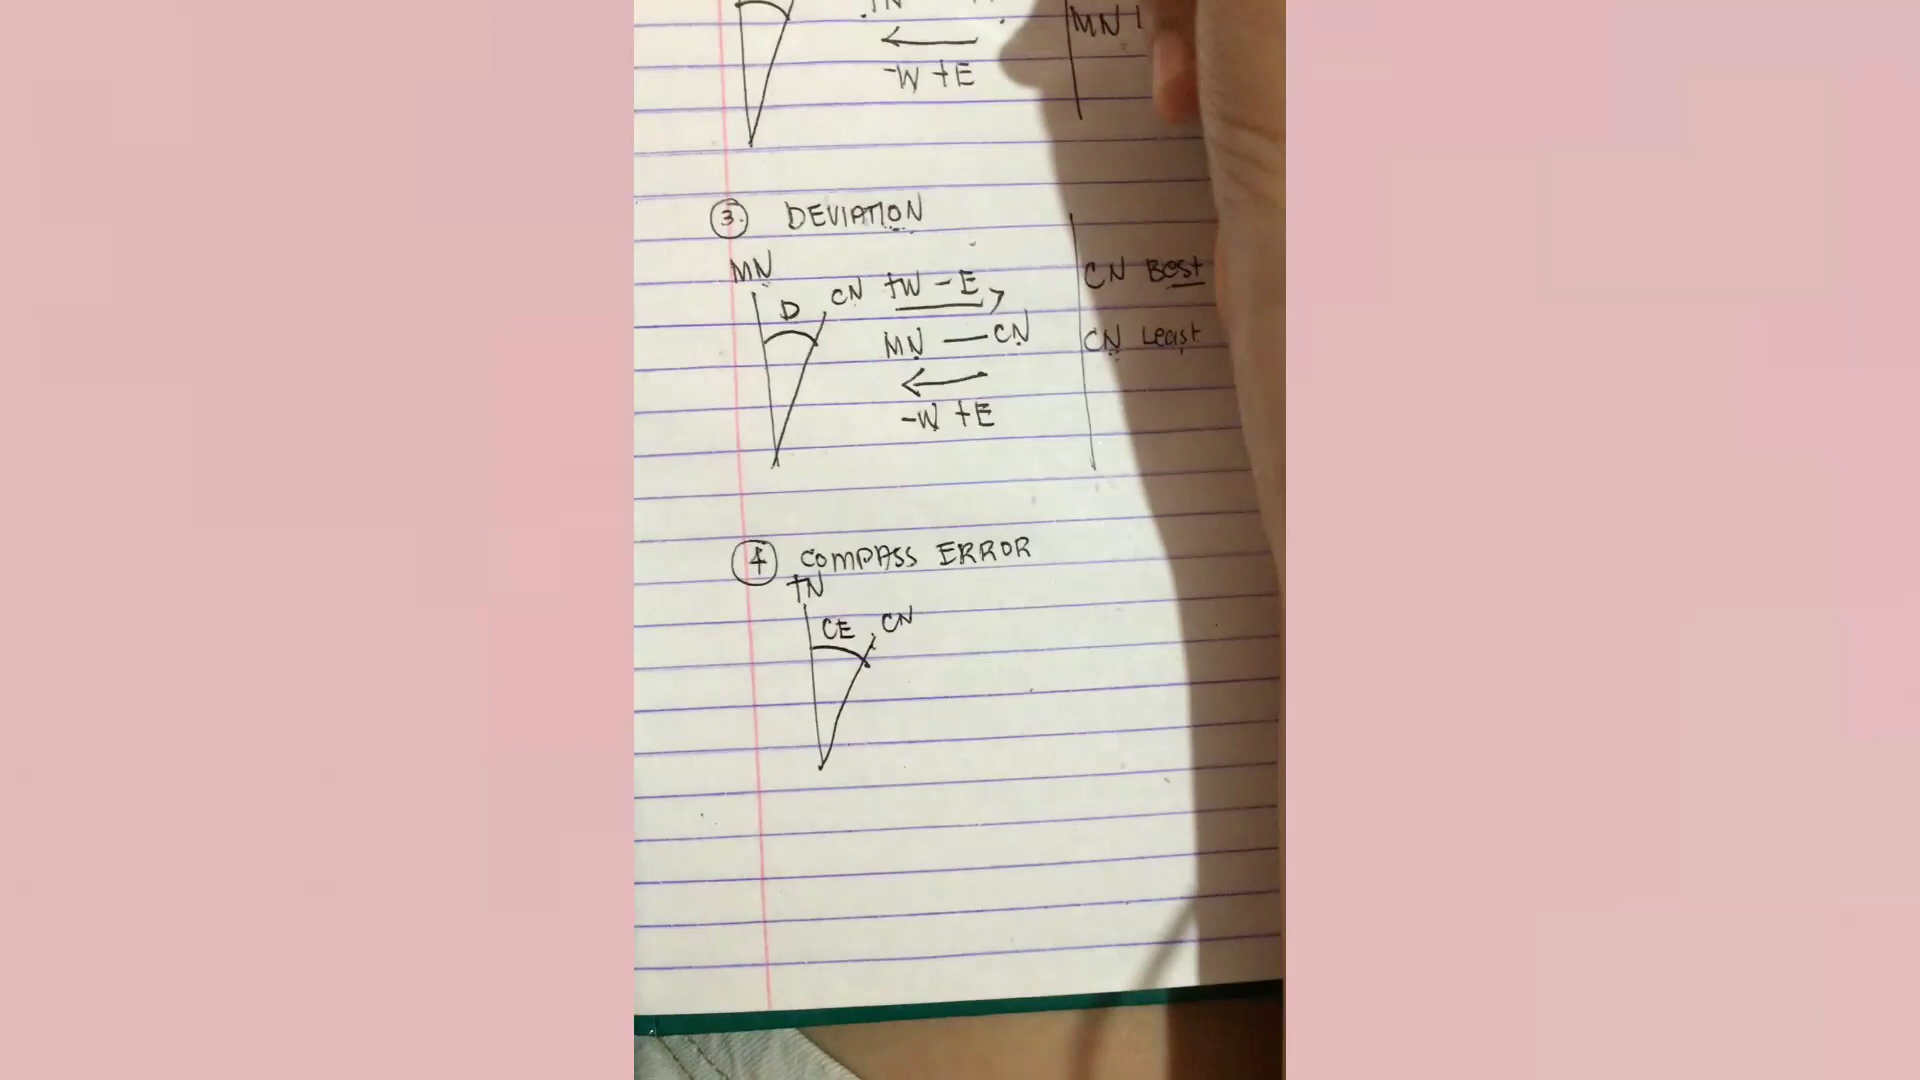 -W +E
MN
③ DEVIATION
MN
D CN +W - E
MN — CN
-W +E
CN Best
CN Least
④ COMPASS ERROR
TN
CE CN